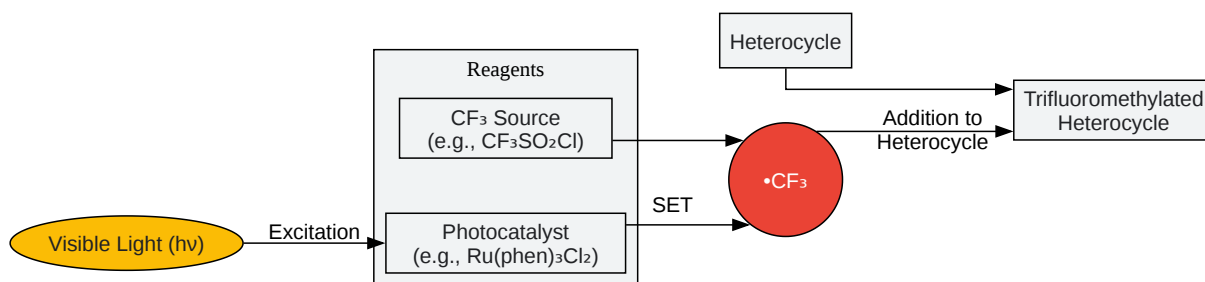 Heterocycle
Reagents
CF₃ Source
(e.g., CF₃SO₂Cl)
Trifluoromethylated
Heterocycle
Addition to
Heterocycle
•CF₃
SET
Visible Light (hν)
Excitation
Photocatalyst
(e.g., Ru(phen)₃Cl₂)